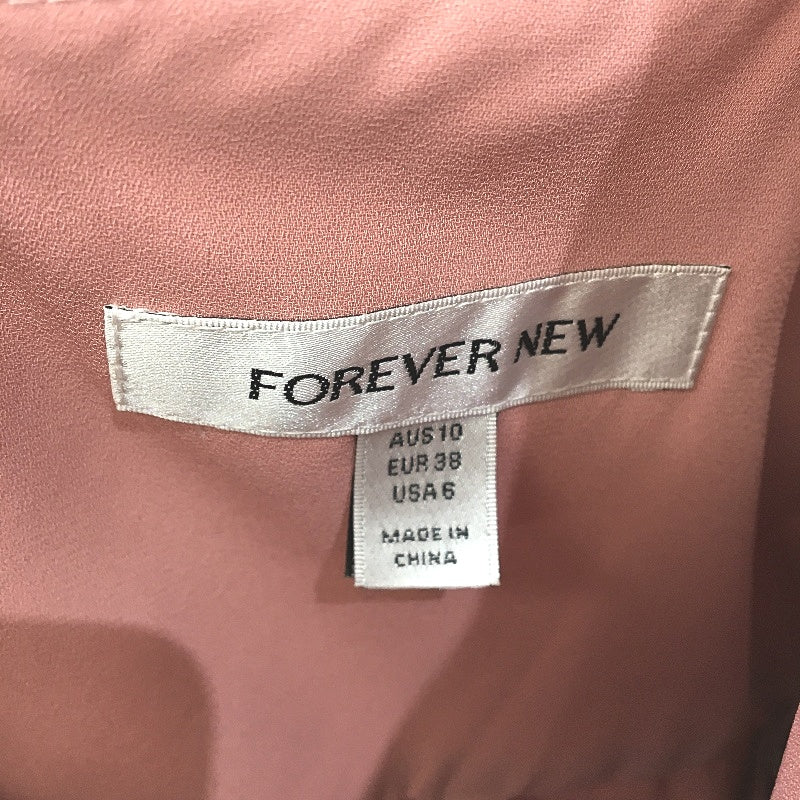 FOREVER NEW
AUS 10
EUR 38
USA 6
MADE IN
CHINA